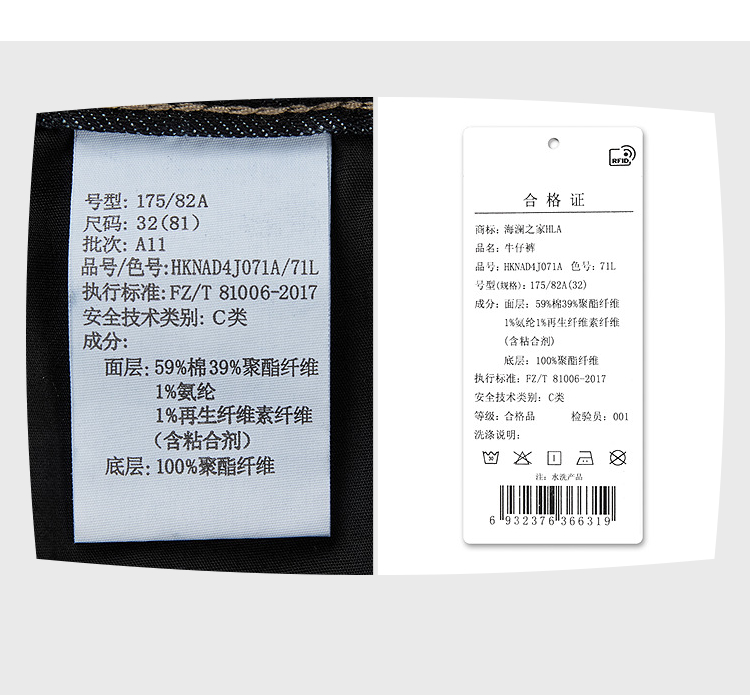 号型: 175/82A
尺码: 32(81)
批次: A11
品号/色号:HKNAD4J071A/71L
执行标准: FZ/T 81006-2017
安全技术类别: C类
成分:
面层: 59%棉39%聚酯纤维
1%氨纶
1%再生纤维素纤维
(含粘合剂)
底层: 100%聚酯纤维
RFID
合格证
商标: 海澜之家HLA
品名: 牛仔裤
品号: HKNAD4J071A 色号: 71L
号型(规格): 175/82A(32)
成分: 面层: 59%棉39%聚酯纤维
1%氨纶1%再生纤维素纤维
(含粘合剂)
底层: 100%聚酯纤维
执行标准: FZ/T 81006-2017
安全技术类别: C类
等级: 合格品 检验员: 001
洗涤说明:
30
注: 水洗产品
6 932376 366319